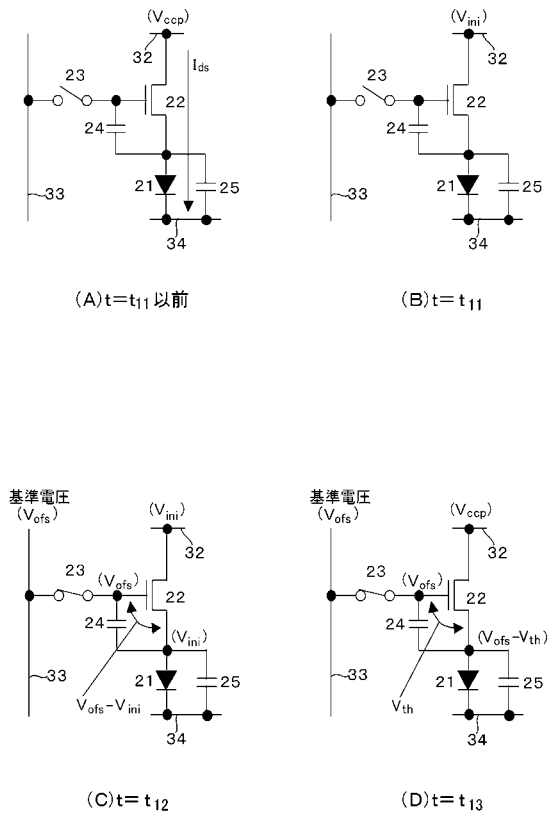 (Vccp)
32
Ids
23
22
24
21
25
33
34
(A)t=t11以前
(Vini)
32
23
22
24
21
25
33
34
(B)t=t11
基準電圧
(Vofs)
(Vini)
32
23
(Vofs)
22
24
(Vini)
21
25
33
Vofs-Vini
34
(C)t=t12
基準電圧
(Vofs)
(Vccp)
32
23
(Vofs)
22
24
(Vofs-Vth)
21
25
33
Vth
34
(D)t=t13